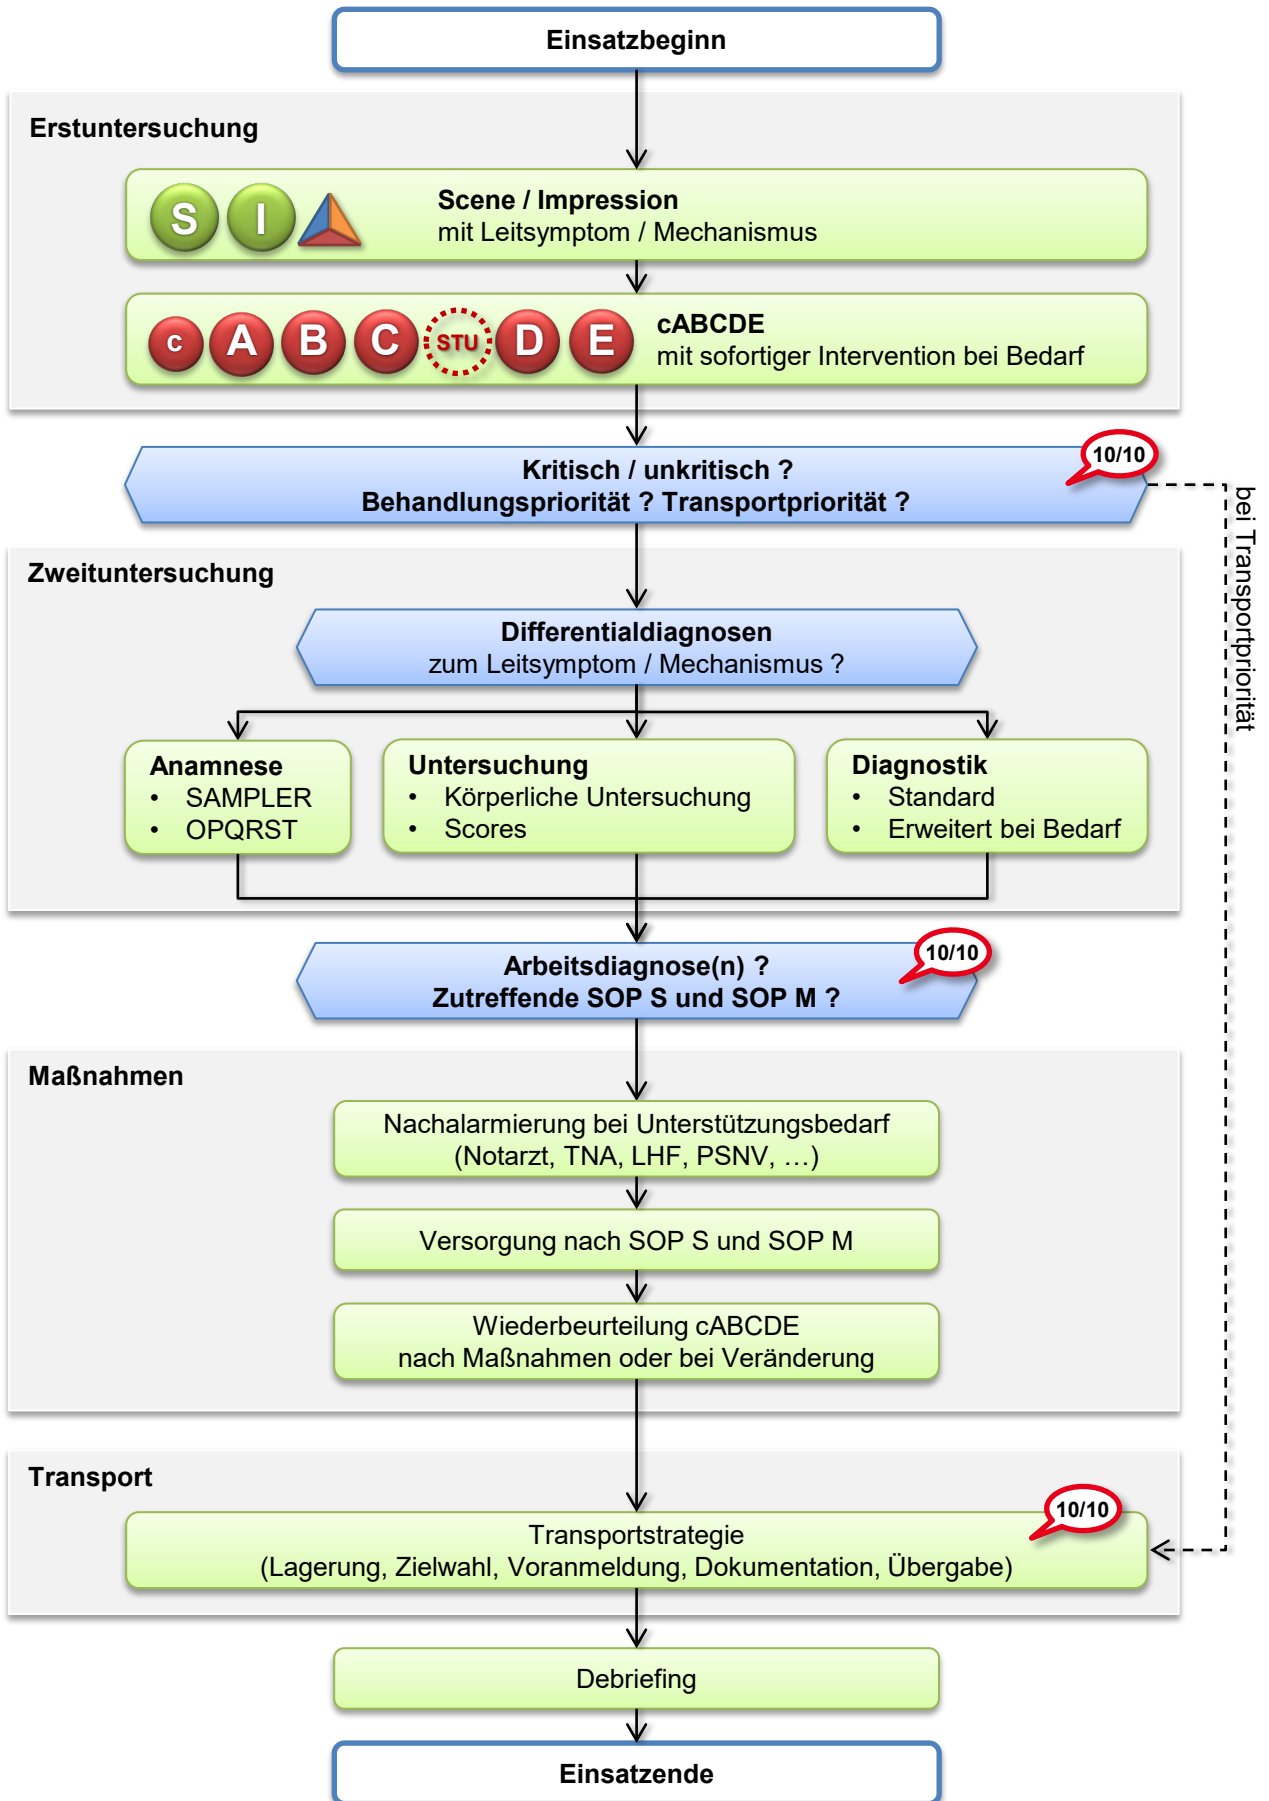 Einsatzbeginn
Erstuntersuchung
S I
Scene / Impression
mit Leitsymptom / Mechanismus
c A B C STU D E
cABCDE
mit sofortiger Intervention bei Bedarf
10/10
Kritisch / unkritisch ?
Behandlungspriorität ? Transportpriorität ?
bei Transportpriorität
Zweituntersuchung
Differentialdiagnosen
zum Leitsymptom / Mechanismus ?
Anamnese
• SAMPLER
• OPQRST
Untersuchung
• Körperliche Untersuchung
• Scores
Diagnostik
• Standard
• Erweitert bei Bedarf
10/10
Arbeitsdiagnose(n) ?
Zutreffende SOP S und SOP M ?
Maßnahmen
Nachalarmierung bei Unterstützungsbedarf
(Notarzt, TNA, LHF, PSNV, …)
Versorgung nach SOP S und SOP M
Wiederbeurteilung cABCDE
nach Maßnahmen oder bei Veränderung
Transport
10/10
Transportstrategie
(Lagerung, Zielwahl, Voranmeldung, Dokumentation, Übergabe)
Debriefing
Einsatzende